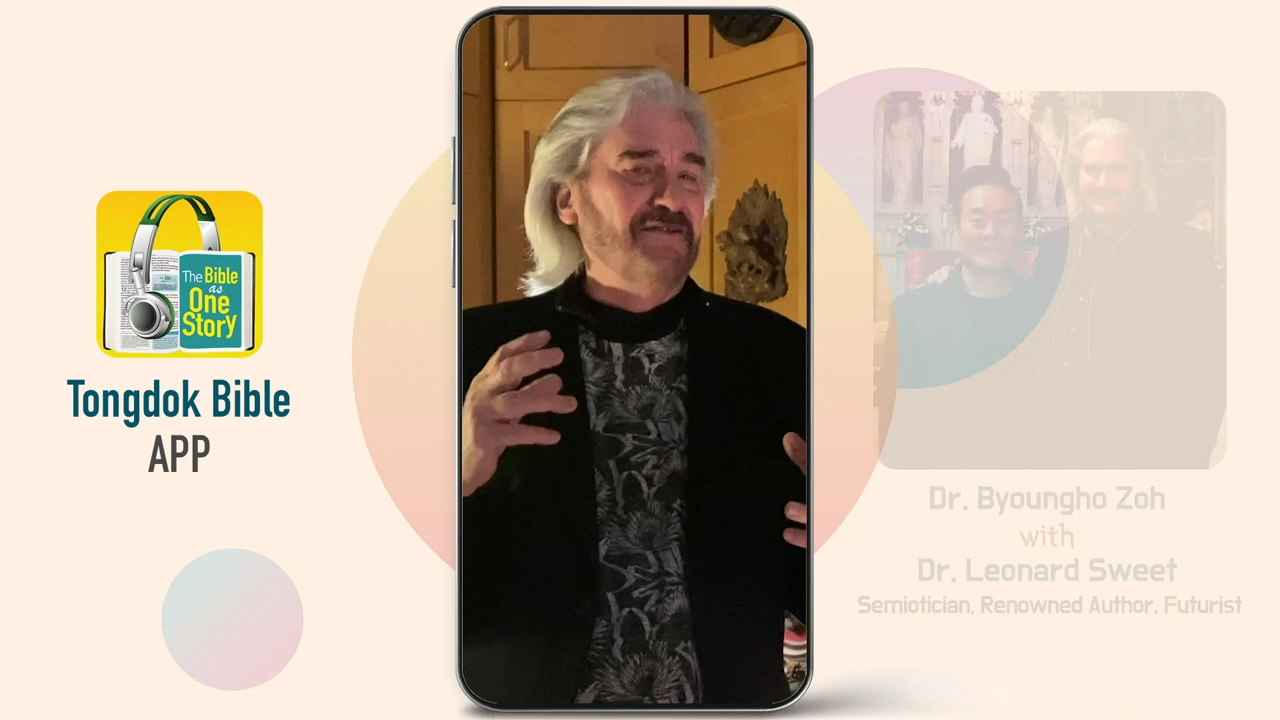 The Bible
as
One
Story
Tongdok Bible
APP
Dr. Byoungho Zoh
with
Dr. Leonard Sweet
Semiotician, Renowned Author, Futurist